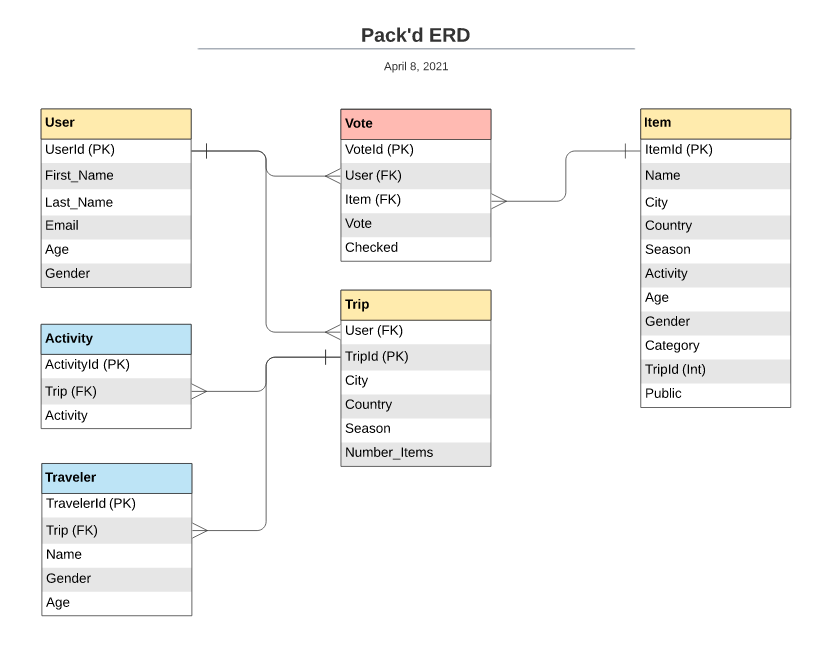 Pack'd ERD
April 8, 2021
User
UserId (PK)
First_Name
Last_Name
Email
Age
Gender
Vote
VoteId (PK)
User (FK)
Item (FK)
Vote
Checked
Item
ItemId (PK)
Name
City
Country
Season
Activity
Age
Gender
Category
TripId (Int)
Public
Activity
ActivityId (PK)
Trip (FK)
Activity
Trip
User (FK)
TripId (PK)
City
Country
Season
Number_Items
Traveler
TravelerId (PK)
Trip (FK)
Name
Gender
Age